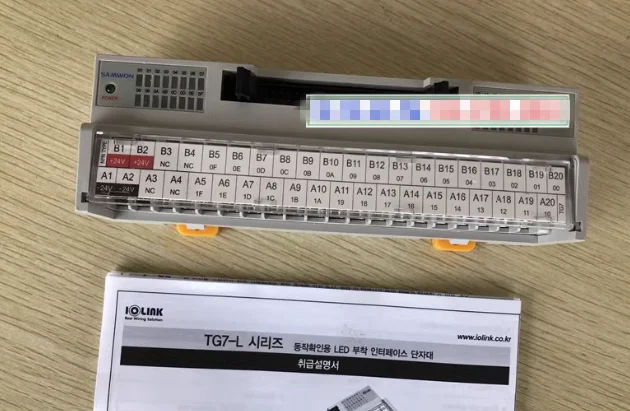 SAMWON
POWER
NPN TYPE
B1 B2 B3 B4 B5 B6 B7 B8 B9 B10 B11 B12 B13 B14 B15 B16 B17 B18 B19 B20
+24V +24V NC NC 0F 0E 0D 0C 0B 0A 09 08 07 06 05 04 03 02 01 00
A1 A2 A3 A4 A5 A6 A7 A8 A9 A10 A11 A12 A13 A14 A15 A16 A17 A18 A19 A20
-24V -24V NC NC 1F 1E 1D 1C 1B 1A 19 18 17 16 15 14 13 12 11 10
TG7
IOLINK
Best Wiring Solution
www.iolink.co.kr
TG7-L 시리즈 동작확인용 LED 부착 인터페이스 단자대
취급설명서